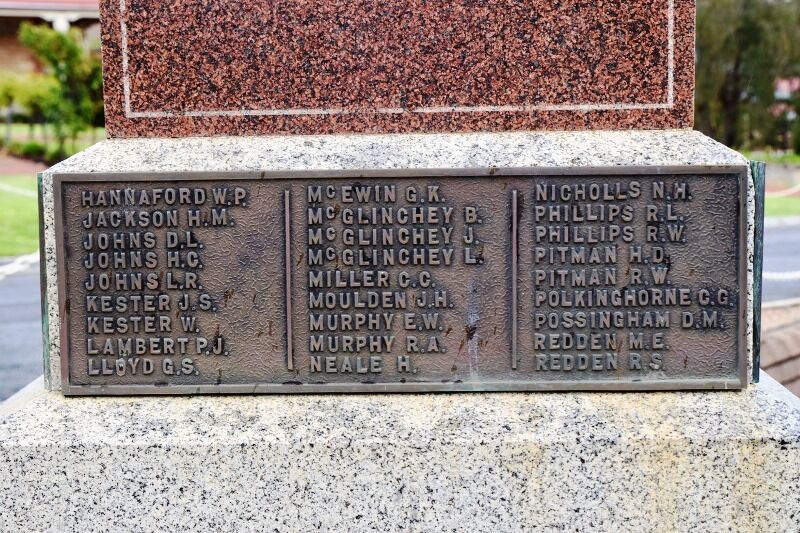 HANNAFORD W.P.
JACKSON H.M.
JOHNS D.L.
JOHNS H.C.
JOHNS L.R.
KESTER J.S.
KESTER W.
LAMBERT P.J.
LLOYD G.S.
McEWIN G.K.
McGLINCHEY B.
McGLINCHEY J.
McGLINCHEY L.
MILLER C.C.
MOULDEN J.H.
MURPHY E.W.
MURPHY R.A.
NEALE H.
NICHOLLS N.H.
PHILLIPS R.L.
PHILLIPS R.W.
PITMAN H.D.
PITMAN R.W.
POLKINGHORNE C.G.
POSSINGHAM D.M.
REDDEN M.E.
REDDEN R.S.